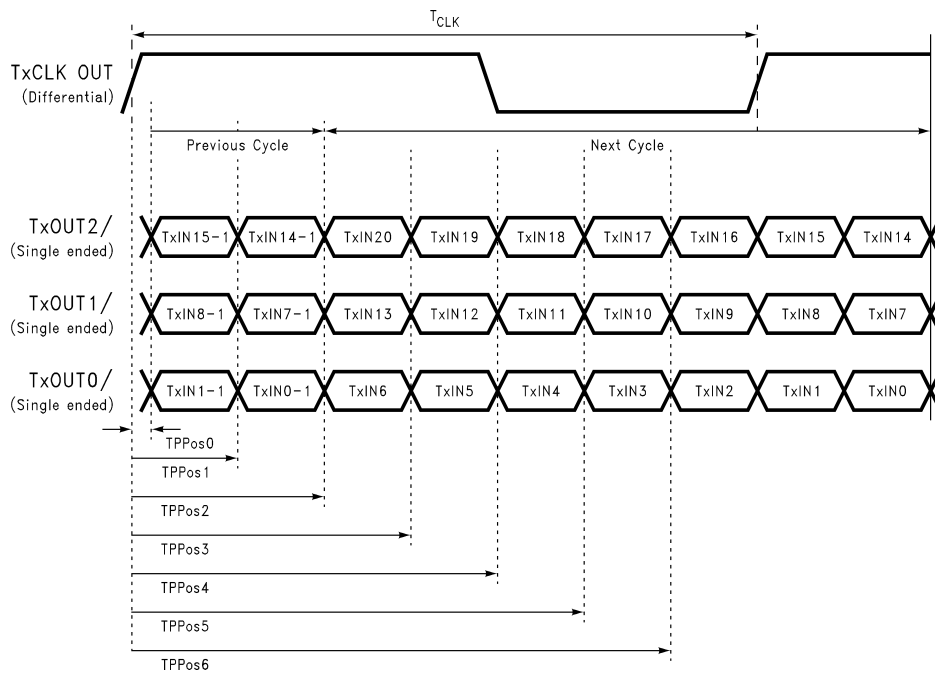 TCLK
TxCLK OUT
(Differential)
Previous Cycle
Next Cycle
TxOUT2/
(Single ended)
TxIN15-1 TxIN14-1 TxIN20 TxIN19 TxIN18 TxIN17 TxIN16 TxIN15 TxIN14
TxOUT1/
(Single ended)
TxIN8-1 TxIN7-1 TxIN13 TxIN12 TxIN11 TxIN10 TxIN9 TxIN8 TxIN7
TxOUT0/
(Single ended)
TxIN1-1 TxIN0-1 TxIN6 TxIN5 TxIN4 TxIN3 TxIN2 TxIN1 TxIN0
TPPos0
TPPos1
TPPos2
TPPos3
TPPos4
TPPos5
TPPos6